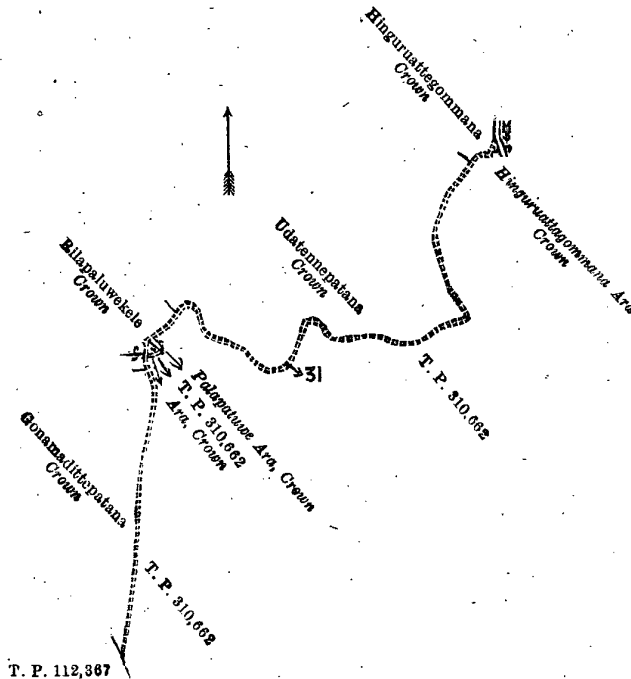 Hinguruattegommana
Crown
Hinguruattagommana Ara
Crown
Udatennepatana
Crown
Bilapaluwekele
Crown
31
T. P. 310,662
Palapatuwe Ara, Crown
T. P. 310,662
Ara, Crown
Gonamadittepatana
Crown
T. P. 310,662
T. P. 112,367